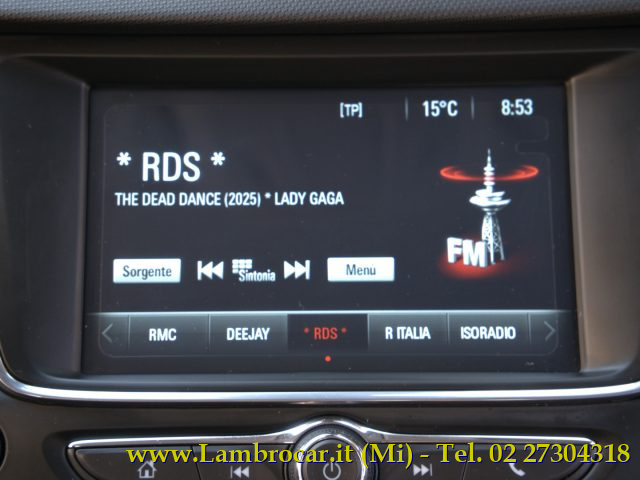 [TP] 15°C 8:53
* RDS *
THE DEAD DANCE (2025) * LADY GAGA
FM
Sorgente Sintonia Menu
RMC DEEJAY * RDS * R ITALIA ISORADIO
www.Lambrocar.it (Mi) - Tel. 02 27304318